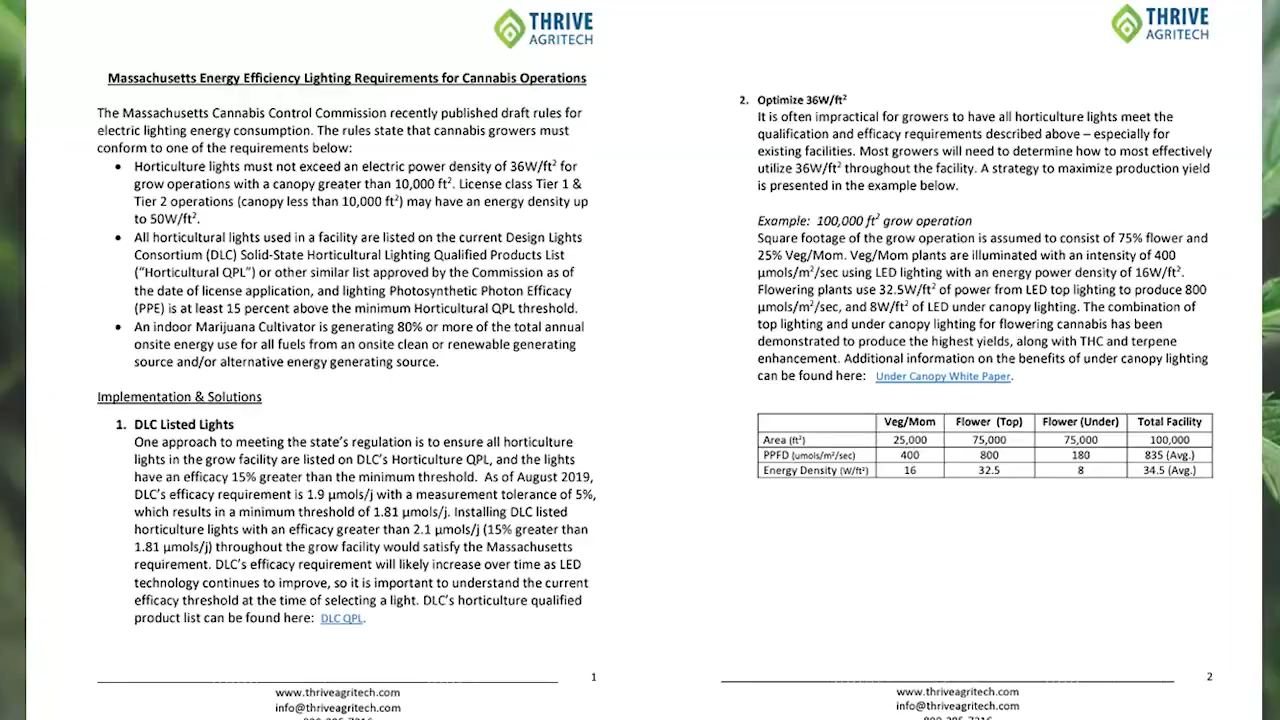 THRIVE
AGRITECH
Massachusetts Energy Efficiency Lighting Requirements for Cannabis Operations
The Massachusetts Cannabis Control Commission recently published draft rules for
electric lighting energy consumption. The rules state that cannabis growers must
conform to one of the requirements below:
• Horticulture lights must not exceed an electric power density of 36W/ft² for
grow operations with a canopy greater than 10,000 ft². License class Tier 1 &
Tier 2 operations (canopy less than 10,000 ft²) may have an energy density up
to 50W/ft².
• All horticultural lights used in a facility are listed on the current Design Lights
Consortium (DLC) Solid-State Horticultural Lighting Qualified Products List
("Horticultural QPL") or other similar list approved by the Commission as of
the date of license application, and lighting Photosynthetic Photon Efficacy
(PPE) is at least 15 percent above the minimum Horticultural QPL threshold.
• An indoor Marijuana Cultivator is generating 80% or more of the total annual
onsite energy use for all fuels from an onsite clean or renewable generating
source and/or alternative energy generating source.
Implementation & Solutions
1. DLC Listed Lights
One approach to meeting the state's regulation is to ensure all horticulture
lights in the grow facility are listed on DLC's Horticulture QPL, and the lights
have an efficacy 15% greater than the minimum threshold. As of August 2019,
DLC's efficacy requirement is 1.9 µmols/j with a measurement tolerance of 5%,
which results in a minimum threshold of 1.81 µmols/j. Installing DLC listed
horticulture lights with an efficacy greater than 2.1 µmols/j (15% greater than
1.81 µmols/j) throughout the grow facility would satisfy the Massachusetts
requirement. DLC's efficacy requirement will likely increase over time as LED
technology continues to improve, so it is important to understand the current
efficacy threshold at the time of selecting a light. DLC's horticulture qualified
product list can be found here: DLC QPL.
1
www.thriveagritech.com
info@thriveagritech.com
THRIVE
AGRITECH
2. Optimize 36W/ft²
It is often impractical for growers to have all horticulture lights meet the
qualification and efficacy requirements described above – especially for
existing facilities. Most growers will need to determine how to most effectively
utilize 36W/ft² throughout the facility. A strategy to maximize production yield
is presented in the example below.
Example: 100,000 ft² grow operation
Square footage of the grow operation is assumed to consist of 75% flower and
25% Veg/Mom. Veg/Mom plants are illuminated with an intensity of 400
µmols/m²/sec using LED lighting with an energy power density of 16W/ft².
Flowering plants use 32.5W/ft² of power from LED top lighting to produce 800
µmols/m²/sec, and 8W/ft² of LED under canopy lighting. The combination of
top lighting and under canopy lighting for flowering cannabis has been
demonstrated to produce the highest yields, along with THC and terpene
enhancement. Additional information on the benefits of under canopy lighting
can be found here: Under Canopy White Paper.
Veg/Mom Flower (Top) Flower (Under) Total Facility
Area (ft²) 25,000 75,000 75,000 100,000
PPFD (umols/m²/sec) 400 800 180 835 (Avg.)
Energy Density (W/ft²) 16 32.5 8 34.5 (Avg.)
2
www.thriveagritech.com
info@thriveagritech.com